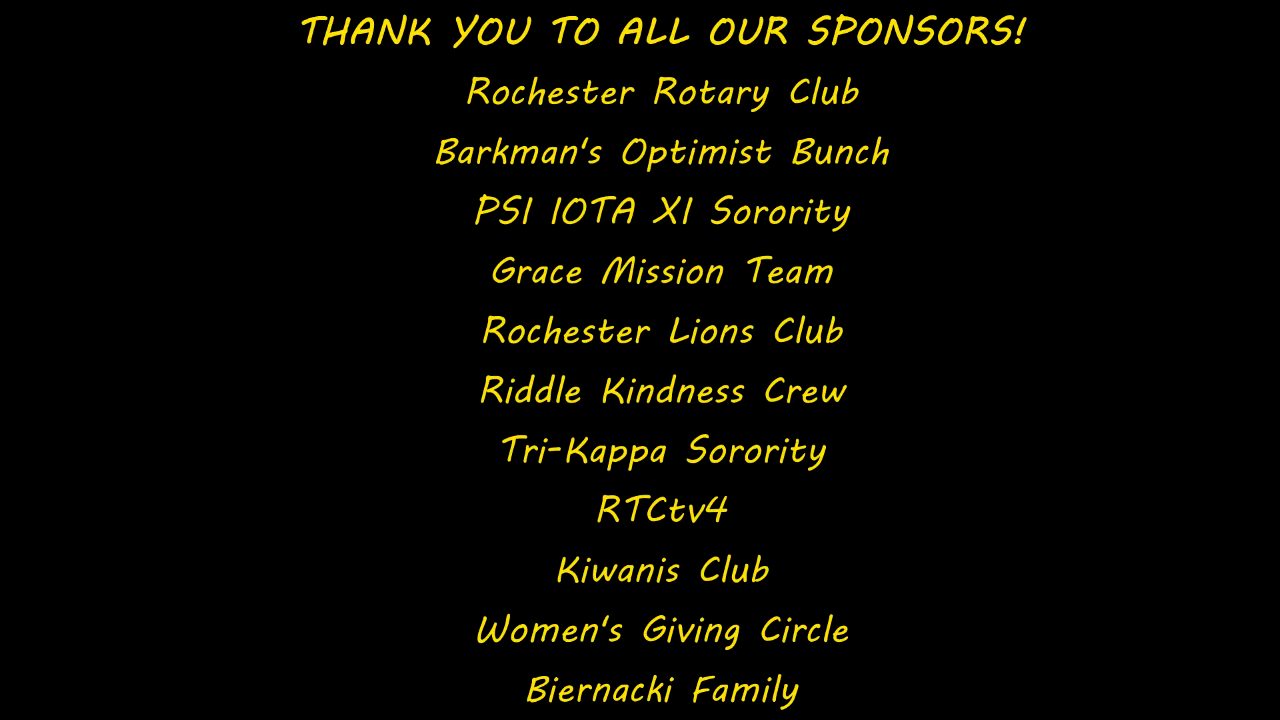 THANK YOU TO ALL OUR SPONSORS!
Rochester Rotary Club
Barkman's Optimist Bunch
PSI IOTA XI Sorority
Grace Mission Team
Rochester Lions Club
Riddle Kindness Crew
Tri-Kappa Sorority
RTCtv4
Kiwanis Club
Women's Giving Circle
Biernacki Family